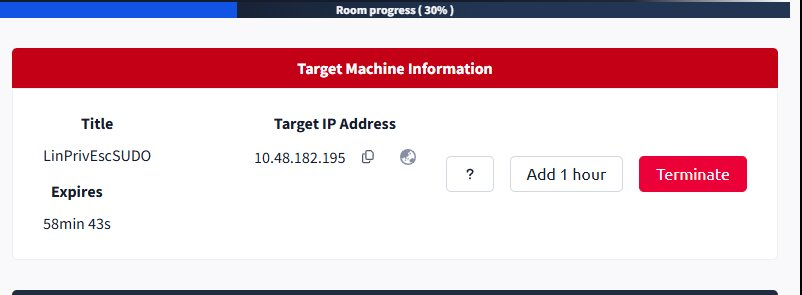 Room progress ( 30% )
Target Machine Information
Title
Target IP Address
LinPrivEscSUDO
10.48.182.195
?
Add 1 hour
Terminate
Expires
58min 43s